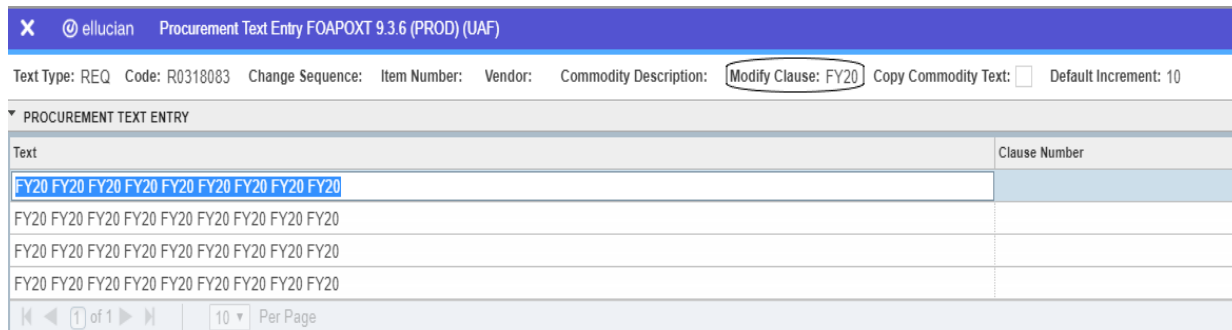 X ellucian Procurement Text Entry FOAPOXT 9.3.6 (PROD) (UAF)
Text Type: REQ Code: R0318083 Change Sequence: Item Number: Vendor: Commodity Description: Modify Clause: FY20 Copy Commodity Text: Default Increment: 10
PROCUREMENT TEXT ENTRY
Text Clause Number
FY20 FY20 FY20 FY20 FY20 FY20 FY20 FY20 FY20
FY20 FY20 FY20 FY20 FY20 FY20 FY20 FY20 FY20
FY20 FY20 FY20 FY20 FY20 FY20 FY20 FY20 FY20
FY20 FY20 FY20 FY20 FY20 FY20 FY20 FY20 FY20
1 of 1 10 Per Page